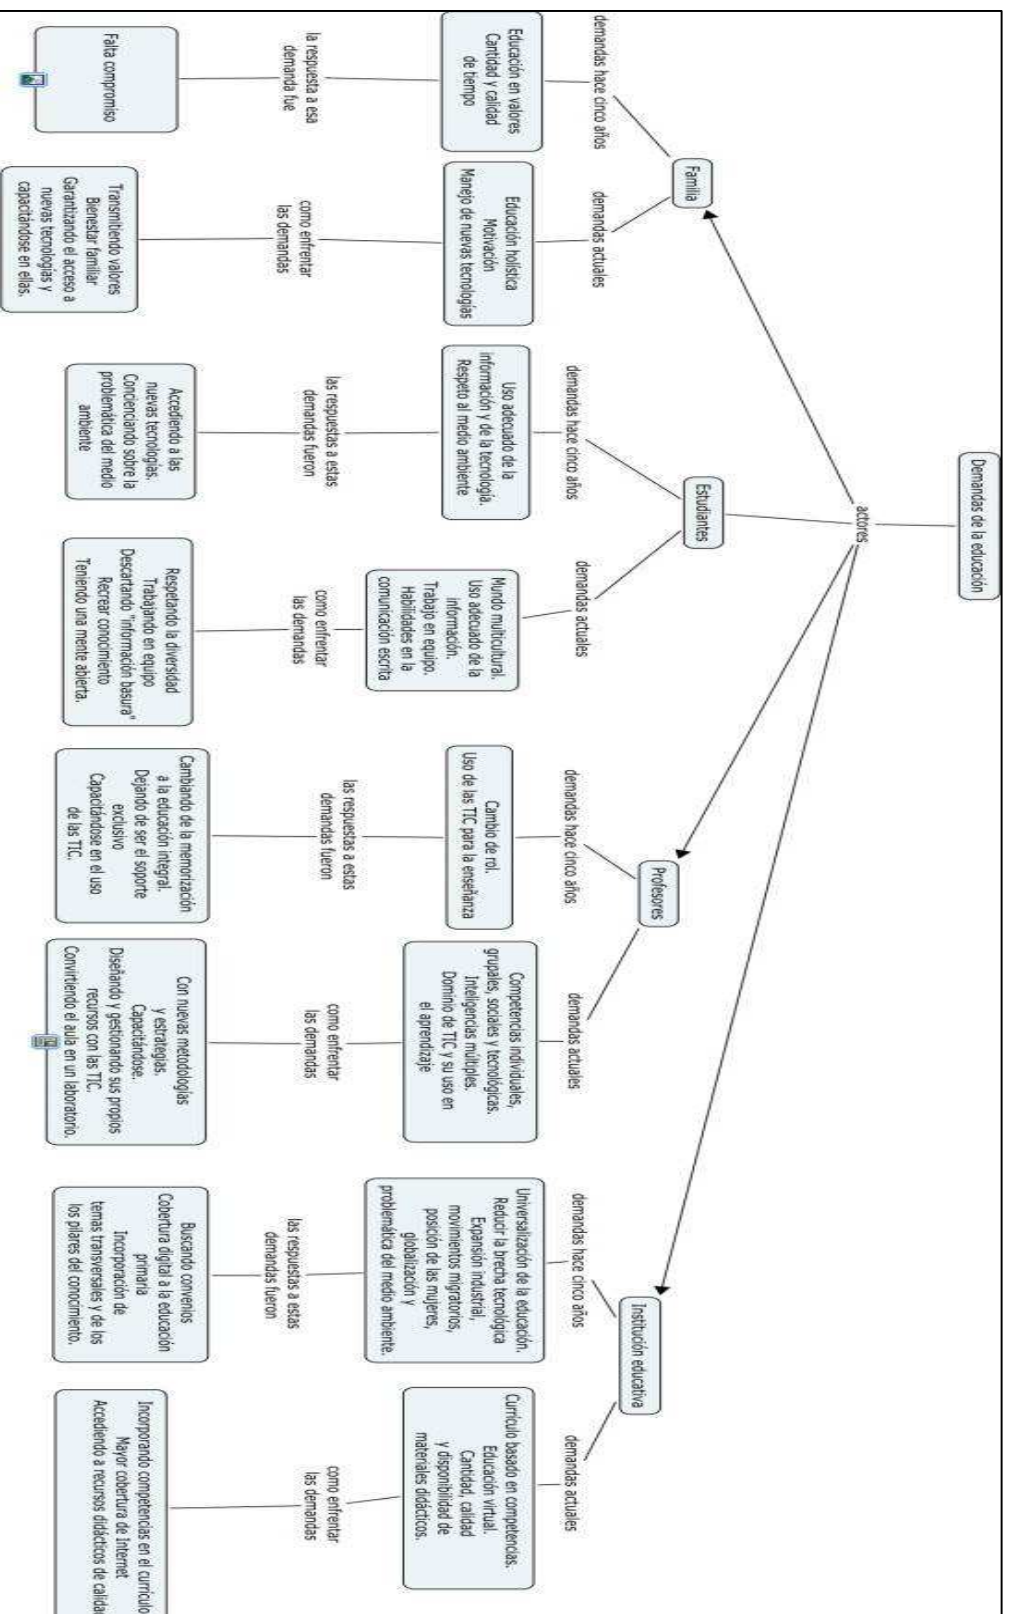 Demandas de la educación
actores
Familia
demandas hace cinco años
Educación en valores
Cantidad y calidad
de tiempo
la respuesta a esa
demanda fue
Falta compromiso
demandas actuales
Educación holística
Motivación
Manejo de nuevas tecnologías
como enfrentar
las demandas
Transmitiendo valores
Bienestar familiar
Garantizando el acceso a
nuevas tecnologías y
capacitándose en ellas.
Estudiantes
demandas hace cinco años
Uso adecuado de la
información y de la tecnología.
Respeto al medio ambiente
las respuestas a estas
demandas fueron
Accediendo a las
nuevas tecnologías.
Concienciando sobre la
problemática del medio
ambiente
demandas actuales
Mundo multicultural.
Uso adecuado de la
información.
Trabajo en equipo.
Habilidades en la
comunicación escrita
como enfrentar
las demandas
Respetando la diversidad
Trabajando en equipo
Descartando "información basura"
Recrear conocimiento
Teniendo una mente abierta.
Profesores
demandas hace cinco años
Cambio de rol.
Uso de las TIC para la enseñanza
las respuestas a estas
demandas fueron
Cambiando de la memorización
a la educación integral.
Dejando de ser el soporte
exclusivo
Capacitándose en el uso
de las TIC.
demandas actuales
Competencias individuales,
grupales, sociales y tecnológicas.
Inteligencias múltiples.
Dominio de TIC y su uso en
el aprendizaje
como enfrentar
las demandas
Con nuevas metodologías
y estrategias.
Capacitándose.
Diseñando y gestionando sus propios
recursos con las TIC.
Convirtiendo el aula en un laboratorio.
Institución educativa
demandas hace cinco años
Universalización de la educación.
Reducir la brecha tecnológica
Expansión industrial,
movimientos migratorios,
posición de las mujeres,
globalización y
problemática del medio ambiente.
las respuestas a estas
demandas fueron
Buscando convenios
Cobertura digital a la educación
primaria
Incorporación de
temas transversales y de los
los pilares del conocimiento.
demandas actuales
Currículo basado en competencias.
Educación virtual.
Cantidad, calidad
y disponibilidad de
materiales didácticos.
como enfrentar
las demandas
Incorporando competencias en el currículo
Mayor cobertura de Internet
Accediendo a recursos didácticos de calida